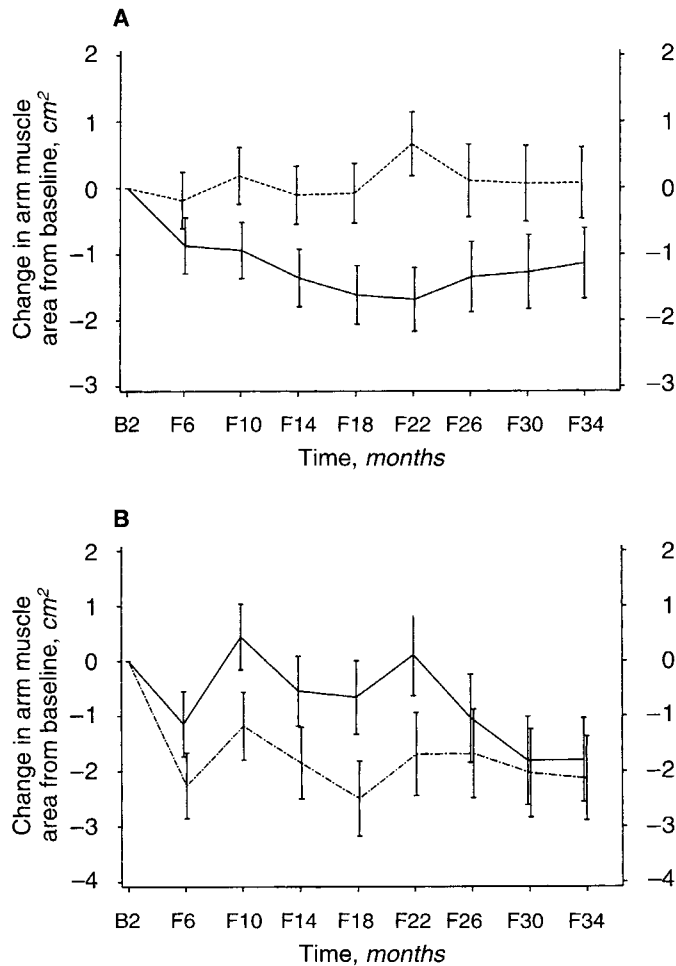 A
Change in arm muscle
area from baseline, cm²
2 2
1 1
0 0
−1 −1
−2 −2
−3 −3
B2 F6 F10 F14 F18 F22 F26 F30 F34
Time, months
B
Change in arm muscle
area from baseline, cm²
2 2
1 1
0 0
−1 −1
−2 −2
−3 −3
−4 −4
B2 F6 F10 F14 F18 F22 F26 F30 F34
Time, months